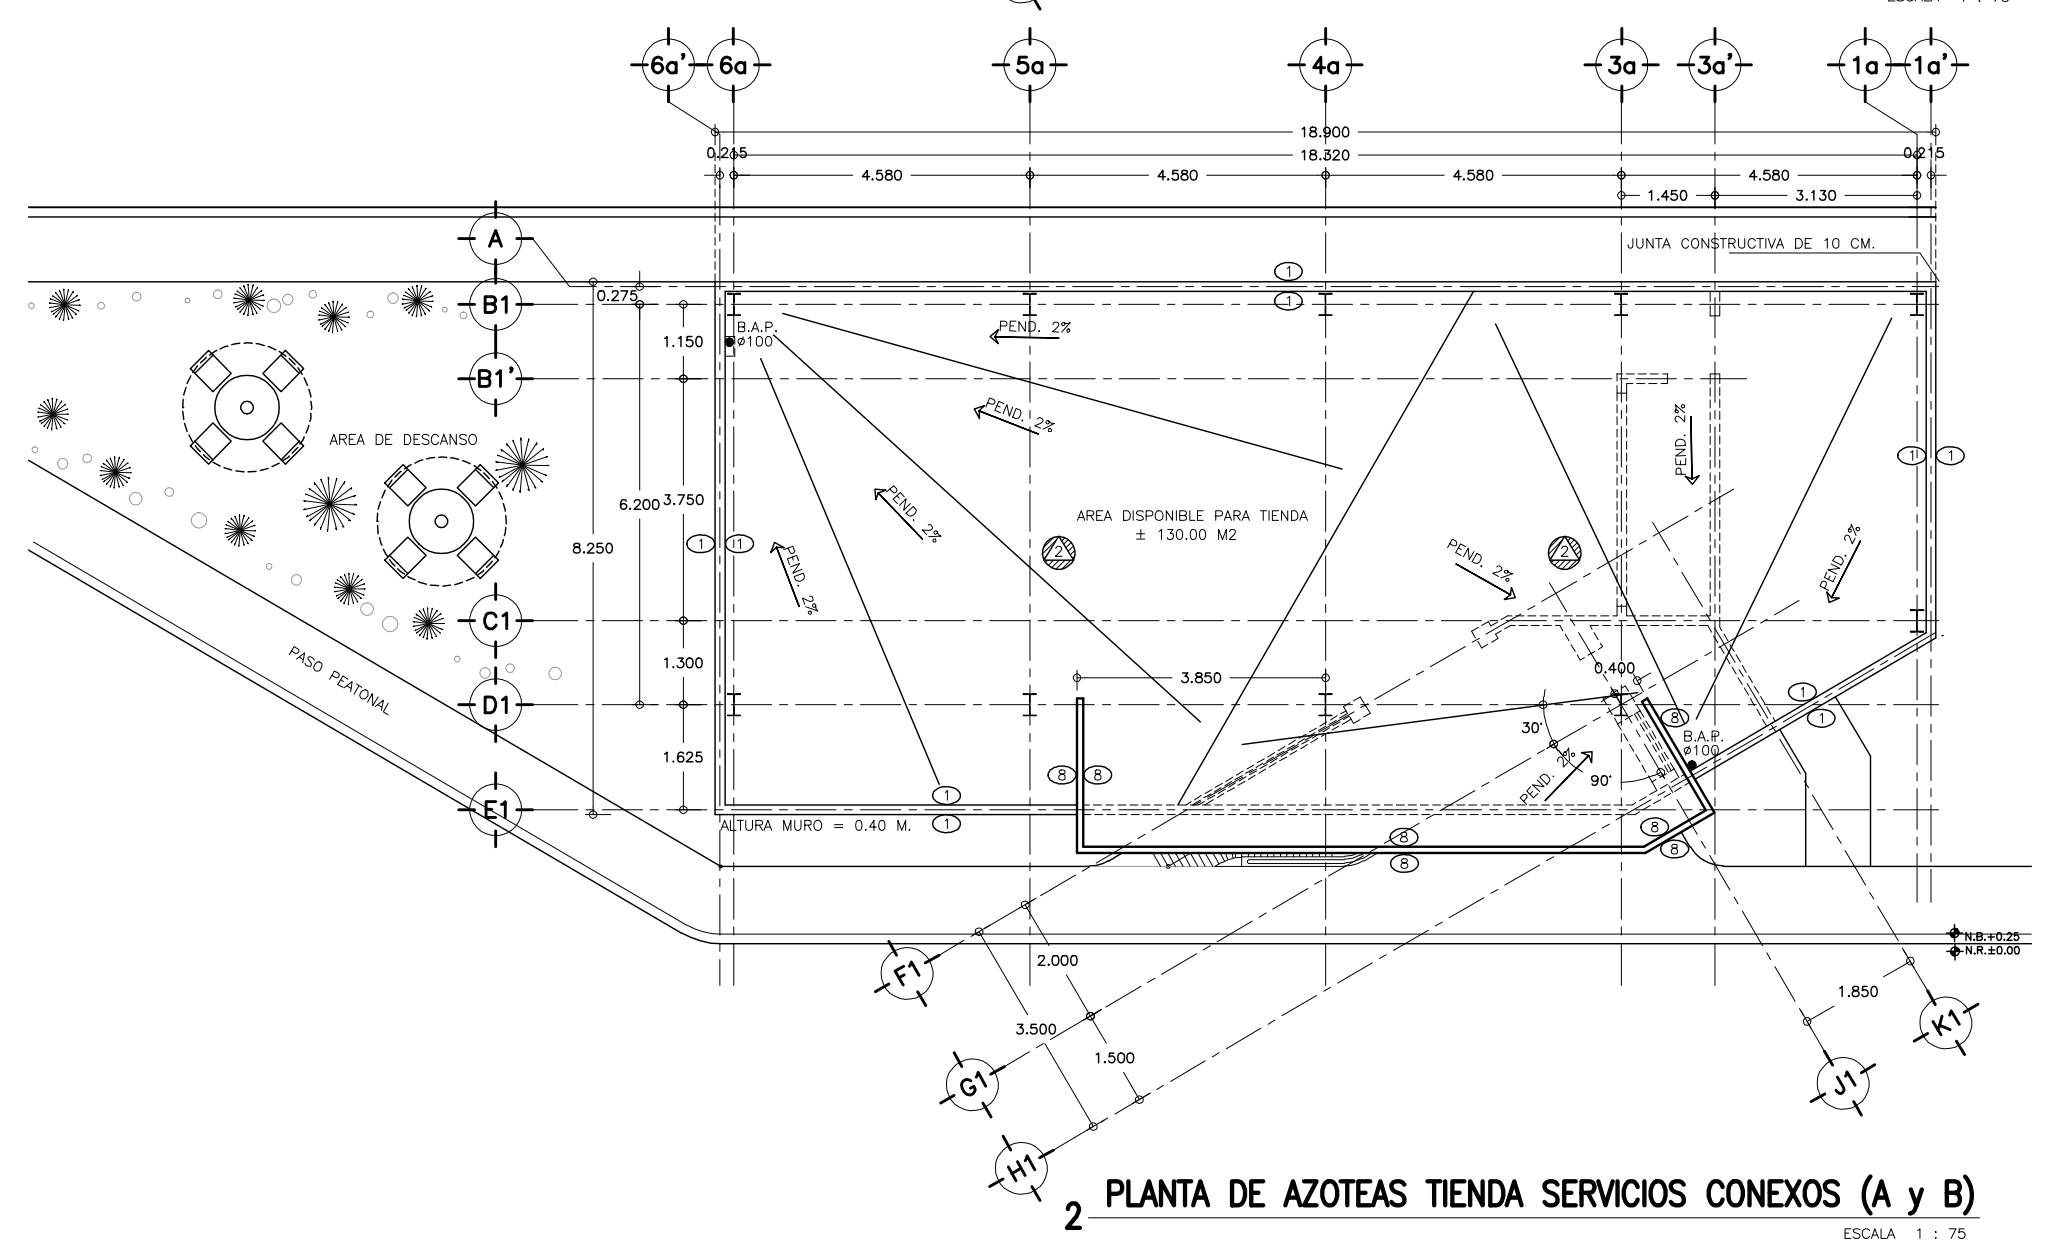 6a'
6a
5a
4a
3a
3a'
1a
1a'
18.900
0.215
18.320
0.215
4.580
4.580
4.580
4.580
1.450
3.130
A
JUNTA CONSTRUCTIVA DE 10 CM.
1
0.275
B1
1
B.A.P.
ø100
PEND. 2%
1.150
B1'
PEND. 2%
PEND. 2%
AREA DE DESCANSO
1
1
6.200
3.750
PEND. 2%
AREA DISPONIBLE PARA TIENDA
± 130.00 M2
8.250
1
1
2
2
PEND. 2%
PEND. 2%
PEND. 2%
C1
PASO PEATONAL
1.300
3.850
0.400
1
D1
8
1
30°
B.A.P.
ø100
1.625
8
8
PEND. 2%
90°
1
E1
ALTURA MURO = 0.40 M.
1
8
8
8
8
N.B.+0.25
N.R.±0.00
F1
2.000
1.850
3.500
K1
1.500
G1
J1
H1
2
PLANTA DE AZOTEAS TIENDA SERVICIOS CONEXOS (A y B)
ESCALA 1 : 75